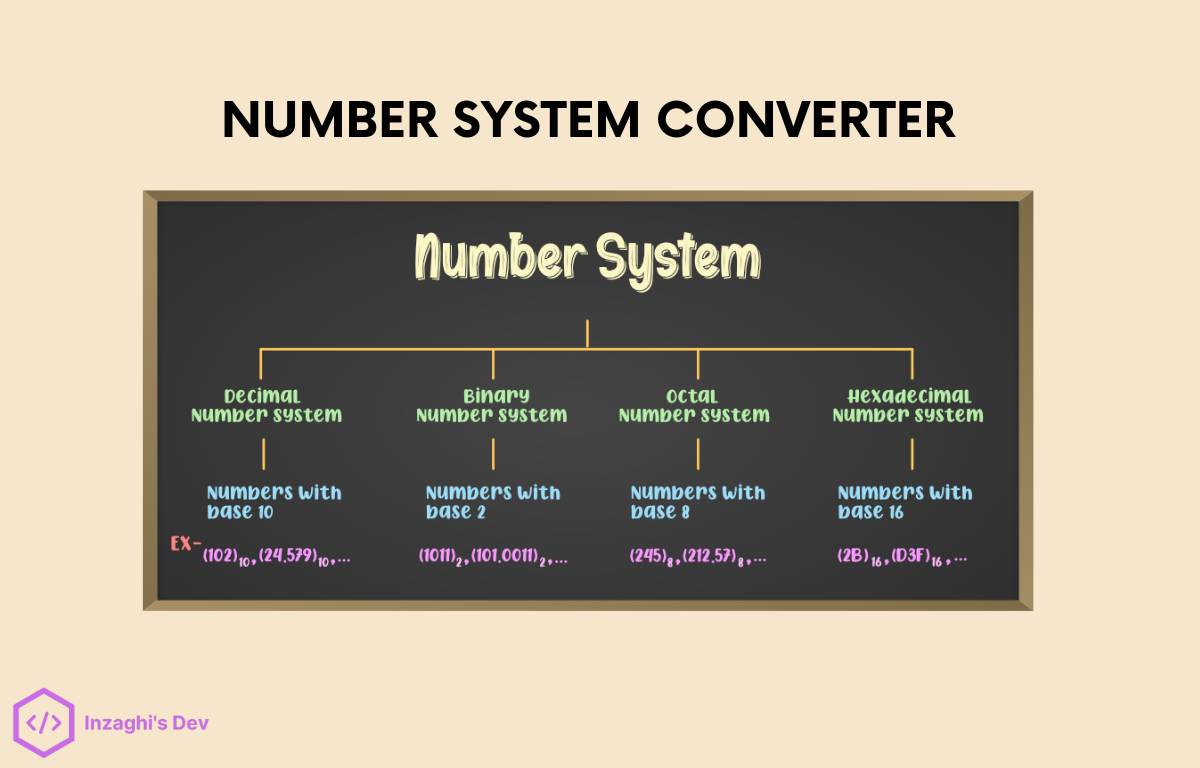 NUMBER SYSTEM CONVERTER
Number System
Decimal
Number system
Binary
Number system
Octal
Number system
Hexadecimal
Number system
Numbers with
base 10
Numbers with
base 2
Numbers with
base 8
Numbers with
base 16
EX-
(102)₁₀,(24.579)₁₀,...
(1011)₂,(101.0011)₂,...
(245)₈,(212.57)₈,...
(2B)₁₆,(D3F)₁₆,...
</> Inzaghi's Dev